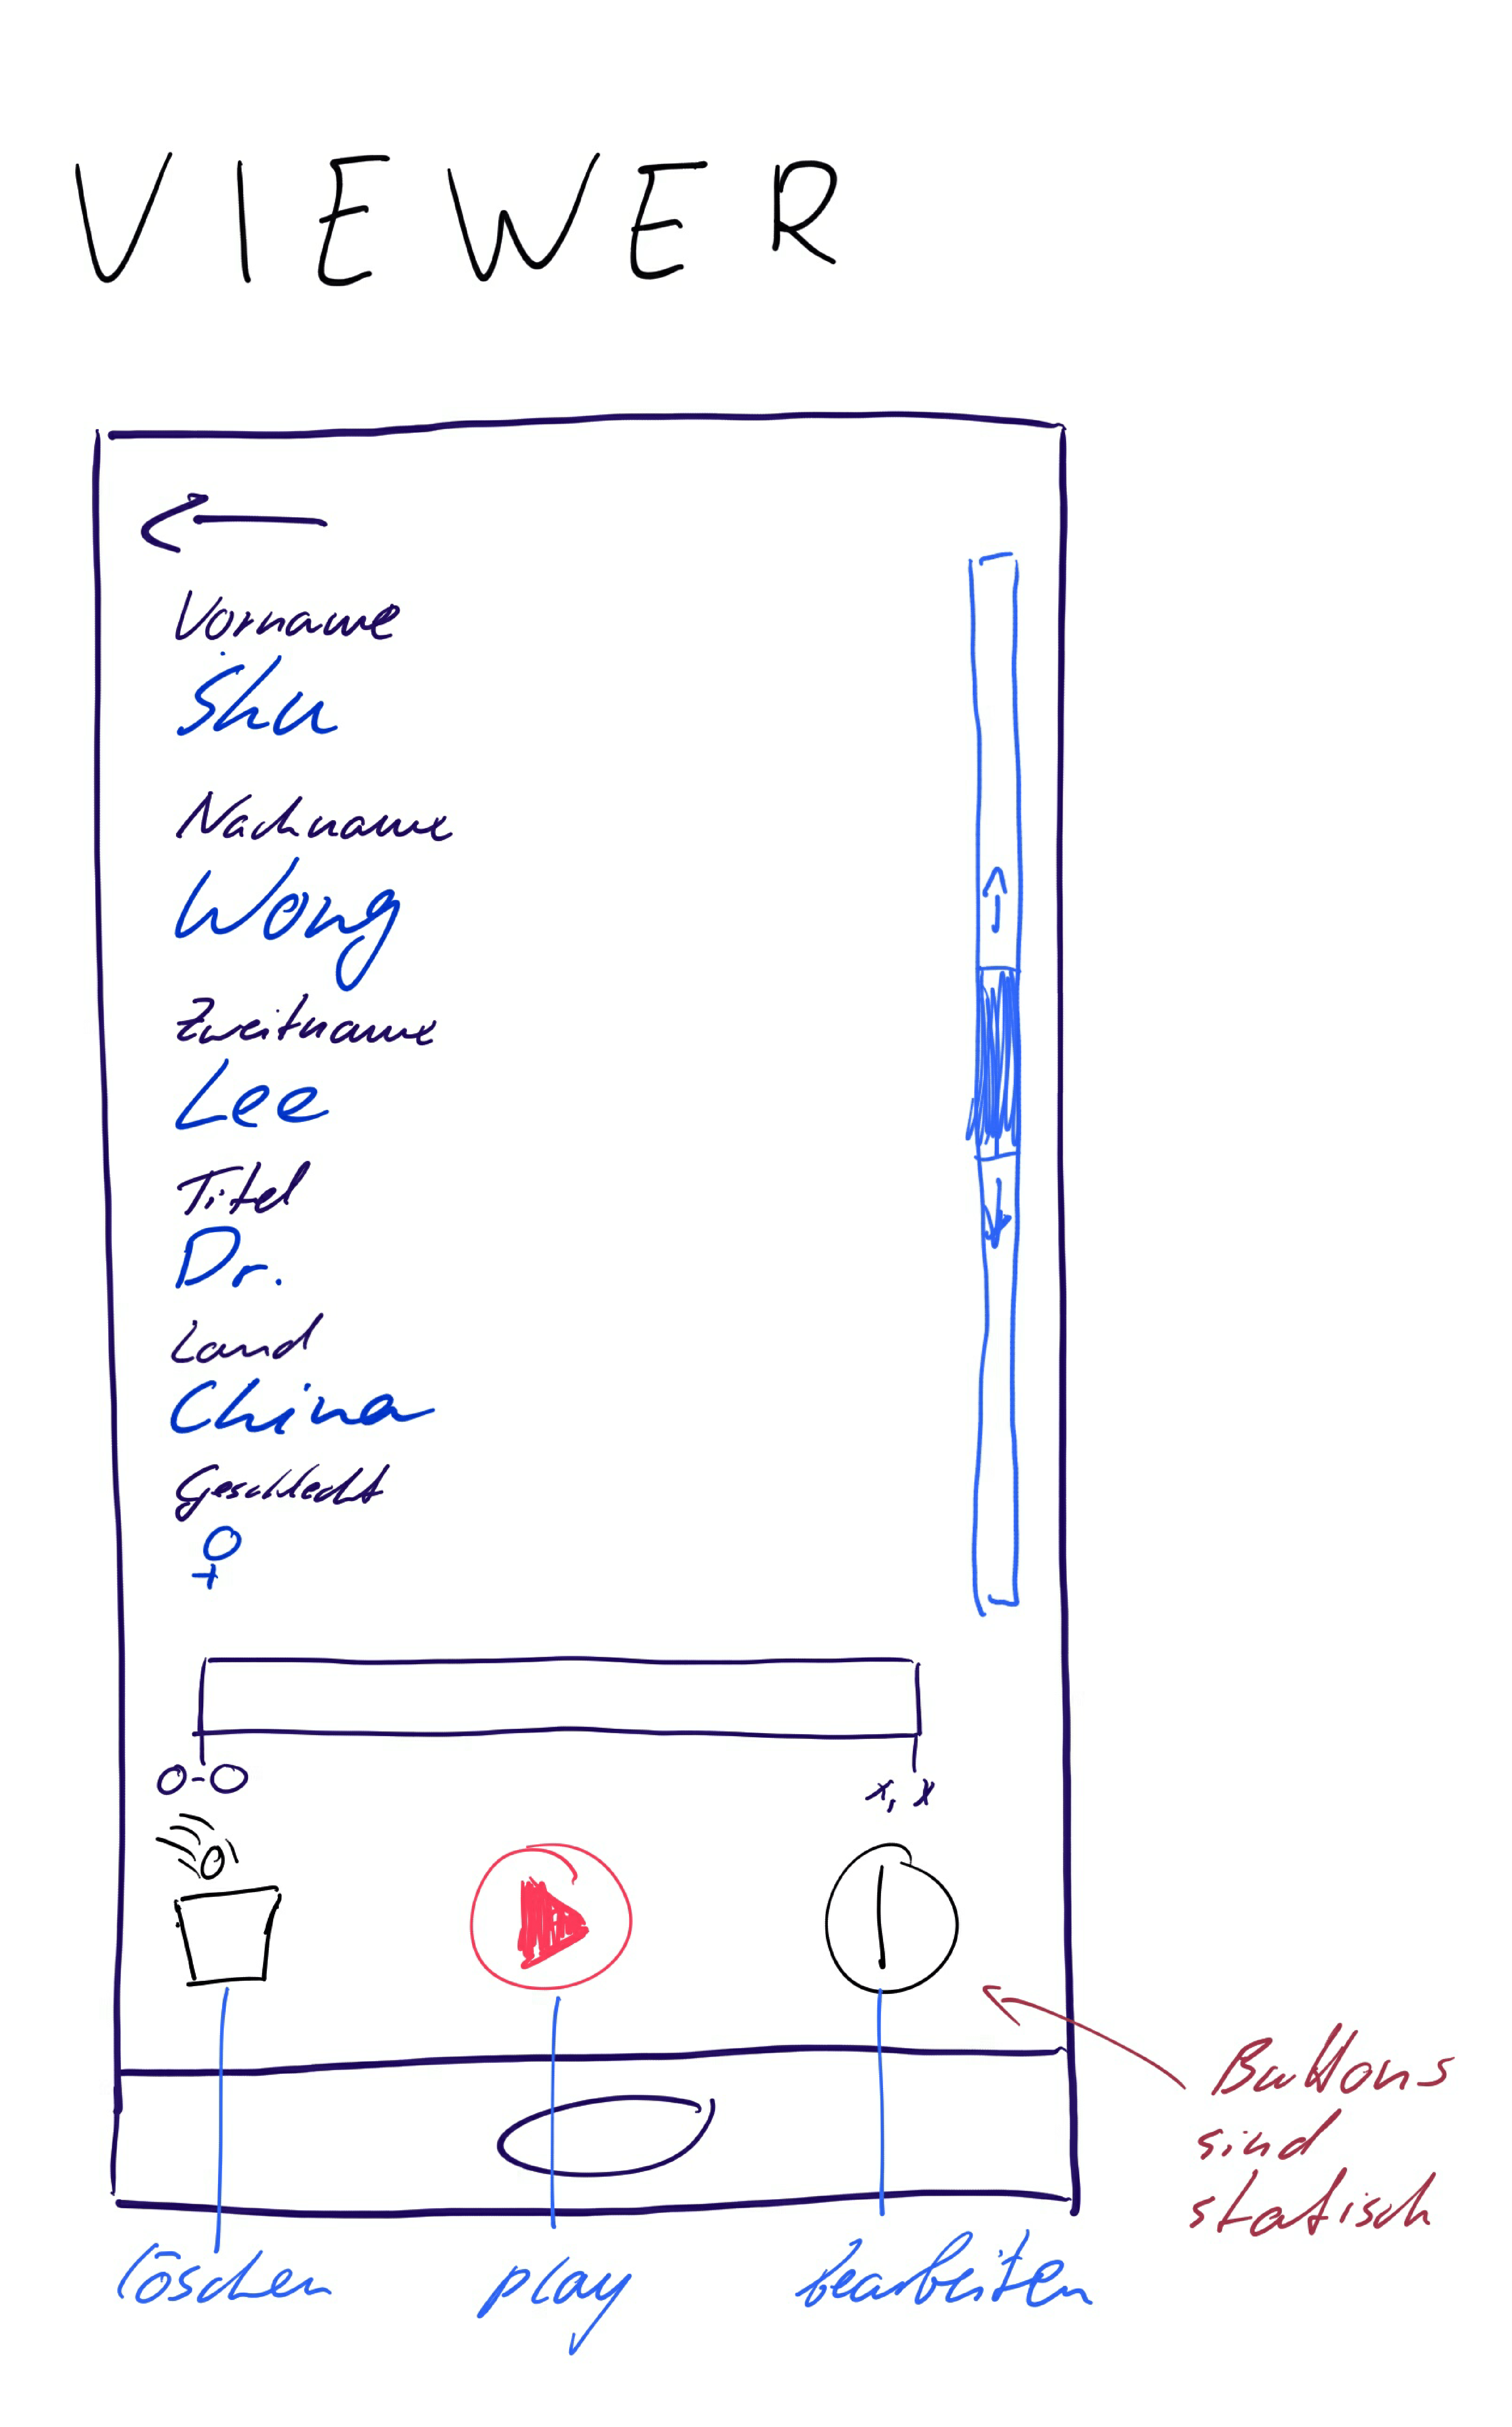 VIEWER
Vorname
Shu
Nachname
Wong
Zweitname
Lee
Titel
Dr.
Land
China
Geschlecht
♀
0-0
x,x
Buttons
sind
statisch
löschen
play
bearbeiten